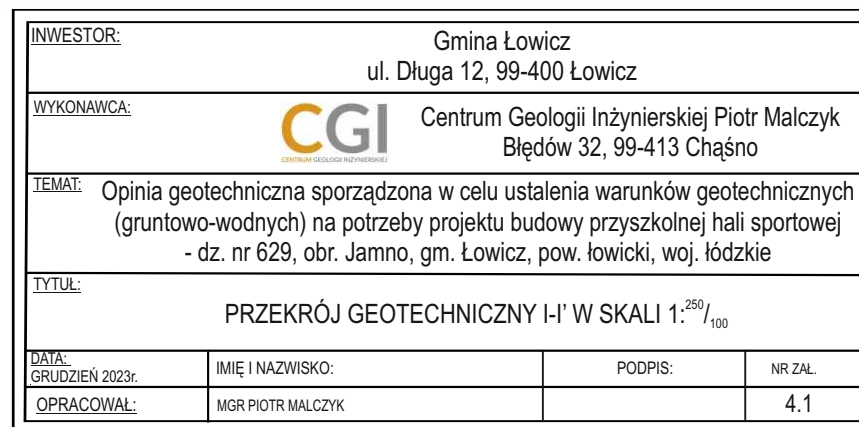 INWESTOR:
Gmina Łowicz
ul. Długa 12, 99-400 Łowicz
WYKONAWCA:
CGI
CENTRUM GEOLOGII INŻYNIERSKIEJ
Centrum Geologii Inżynierskiej Piotr Malczyk
Błędów 32, 99-413 Chąśno
TEMAT:
Opinia geotechniczna sporządzona w celu ustalenia warunków geotechnicznych
(gruntowo-wodnych) na potrzeby projektu budowy przyszkolnej hali sportowej
- dz. nr 629, obr. Jamno, gm. Łowicz, pow. łowicki, woj. łódzkie
TYTUŁ:
PRZEKRÓJ GEOTECHNICZNY I-I' W SKALI 1:250/100
DATA:
GRUDZIEŃ 2023r.
IMIĘ I NAZWISKO:
PODPIS:
NR ZAŁ.
OPRACOWAŁ:
MGR PIOTR MALCZYK
4.1